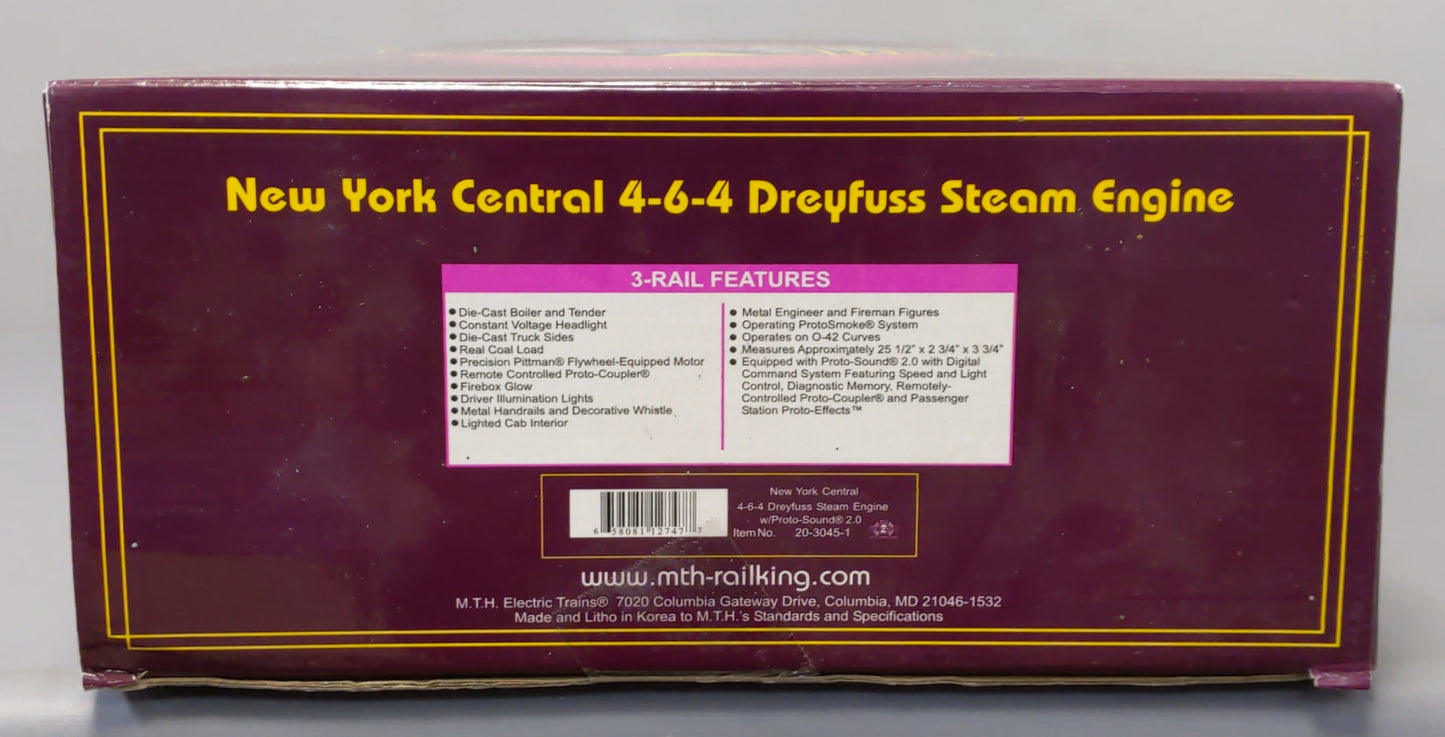 New York Central 4-6-4 Dreyfuss Steam Engine
3-RAIL FEATURES
● Die-Cast Boiler and Tender
● Constant Voltage Headlight
● Die-Cast Truck Sides
● Real Coal Load
● Precision Pittman® Flywheel-Equipped Motor
● Remote Controlled Proto-Coupler®
● Firebox Glow
● Driver Illumination Lights
● Metal Handrails and Decorative Whistle
● Lighted Cab Interior
● Metal Engineer and Fireman Figures
● Operating ProtoSmoke® System
● Operates on O-42 Curves
● Measures Approximately 25 1/2" x 2 3/4" x 3 3/4"
● Equipped with Proto-Sound® 2.0 with Digital
Command System Featuring Speed and Light
Control, Diagnostic Memory, Remotely-
Controlled Proto-Coupler® and Passenger
Station Proto-Effects™
6 58081 12747 7
New York Central
4-6-4 Dreyfuss Steam Engine
w/Proto-Sound® 2.0
Item No. 20-3045-1
2
www.mth-railking.com
M.T.H. Electric Trains® 7020 Columbia Gateway Drive, Columbia, MD 21046-1532
Made and Litho in Korea to M.T.H.'s Standards and Specifications